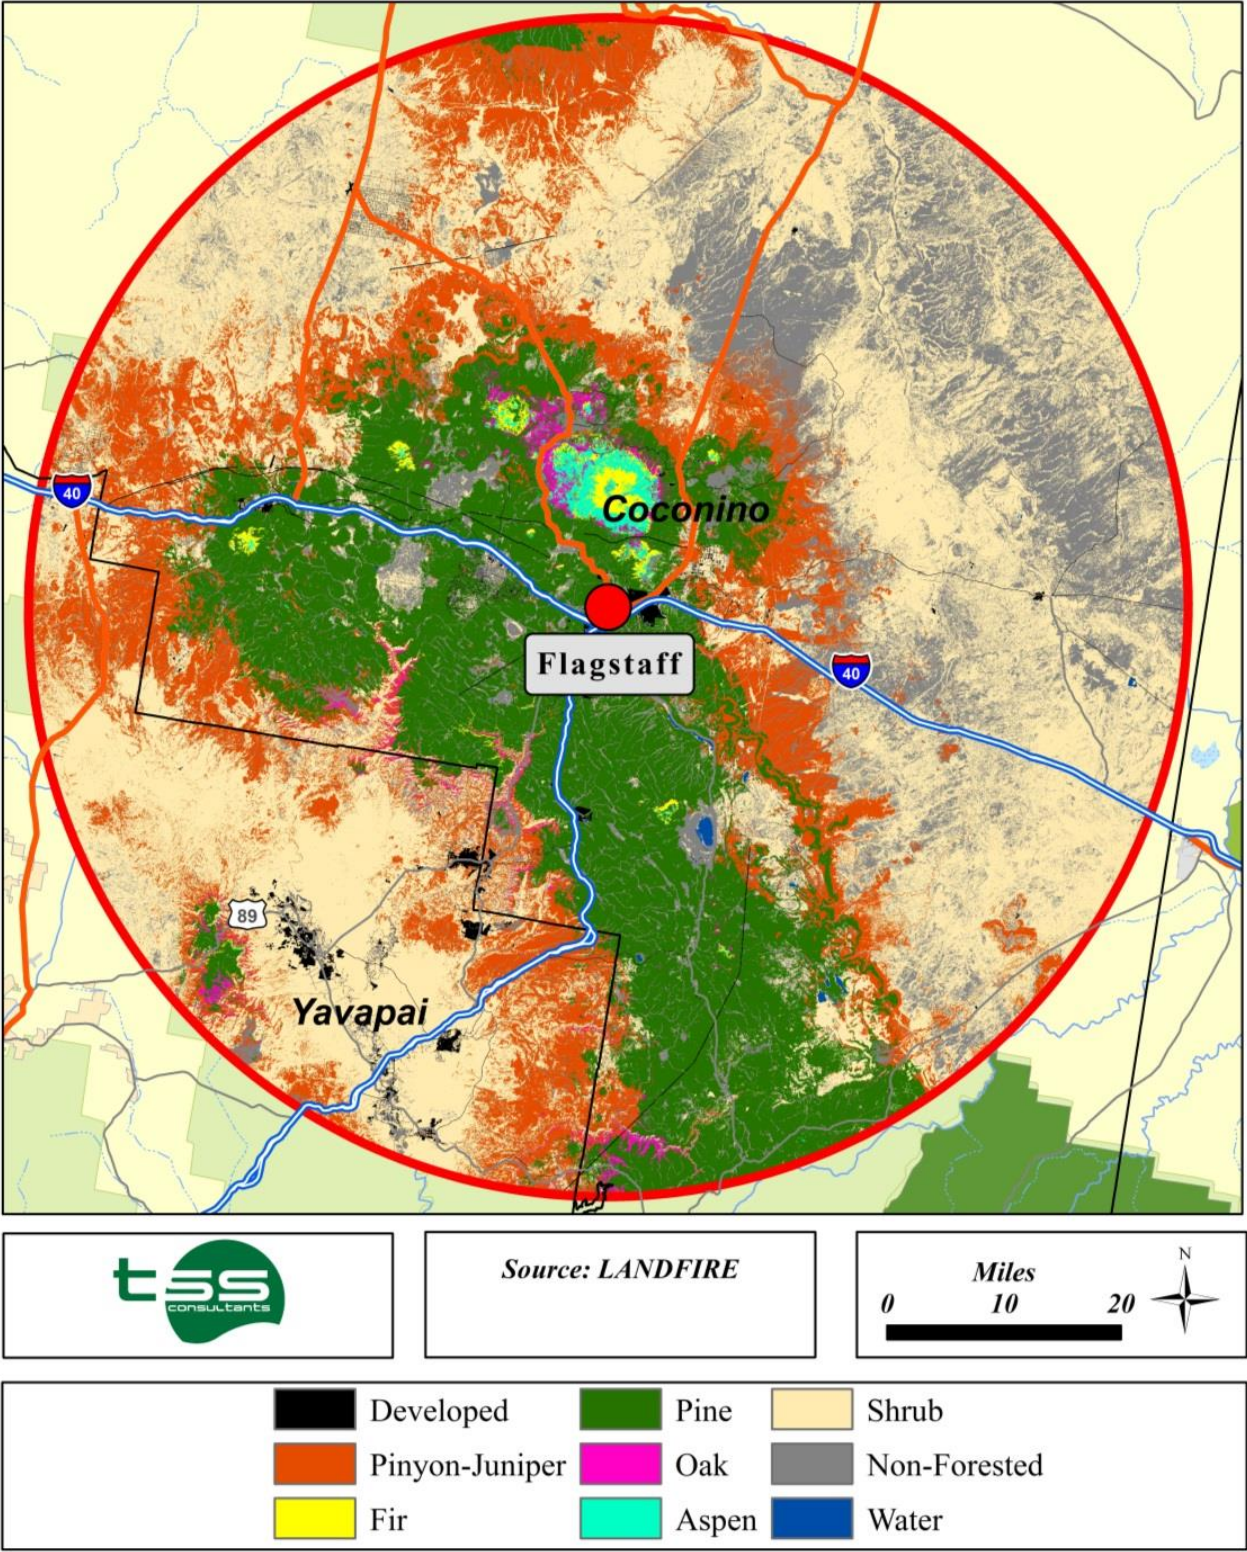 40
Coconino
Flagstaff
40
89
Yavapai
tss
consultants
Source: LANDFIRE
Miles
0 10 20
N
Developed
Pine
Shrub
Pinyon-Juniper
Oak
Non-Forested
Fir
Aspen
Water